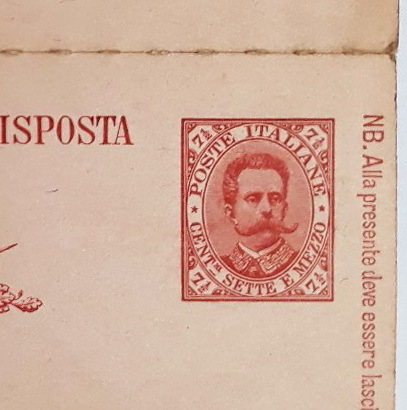 ISPOSTA
7½ 7½
POSTE ITALIANE
CENTMI SETTE E MEZZO
7½ 7½
NB. Alla presente deve essere lasc